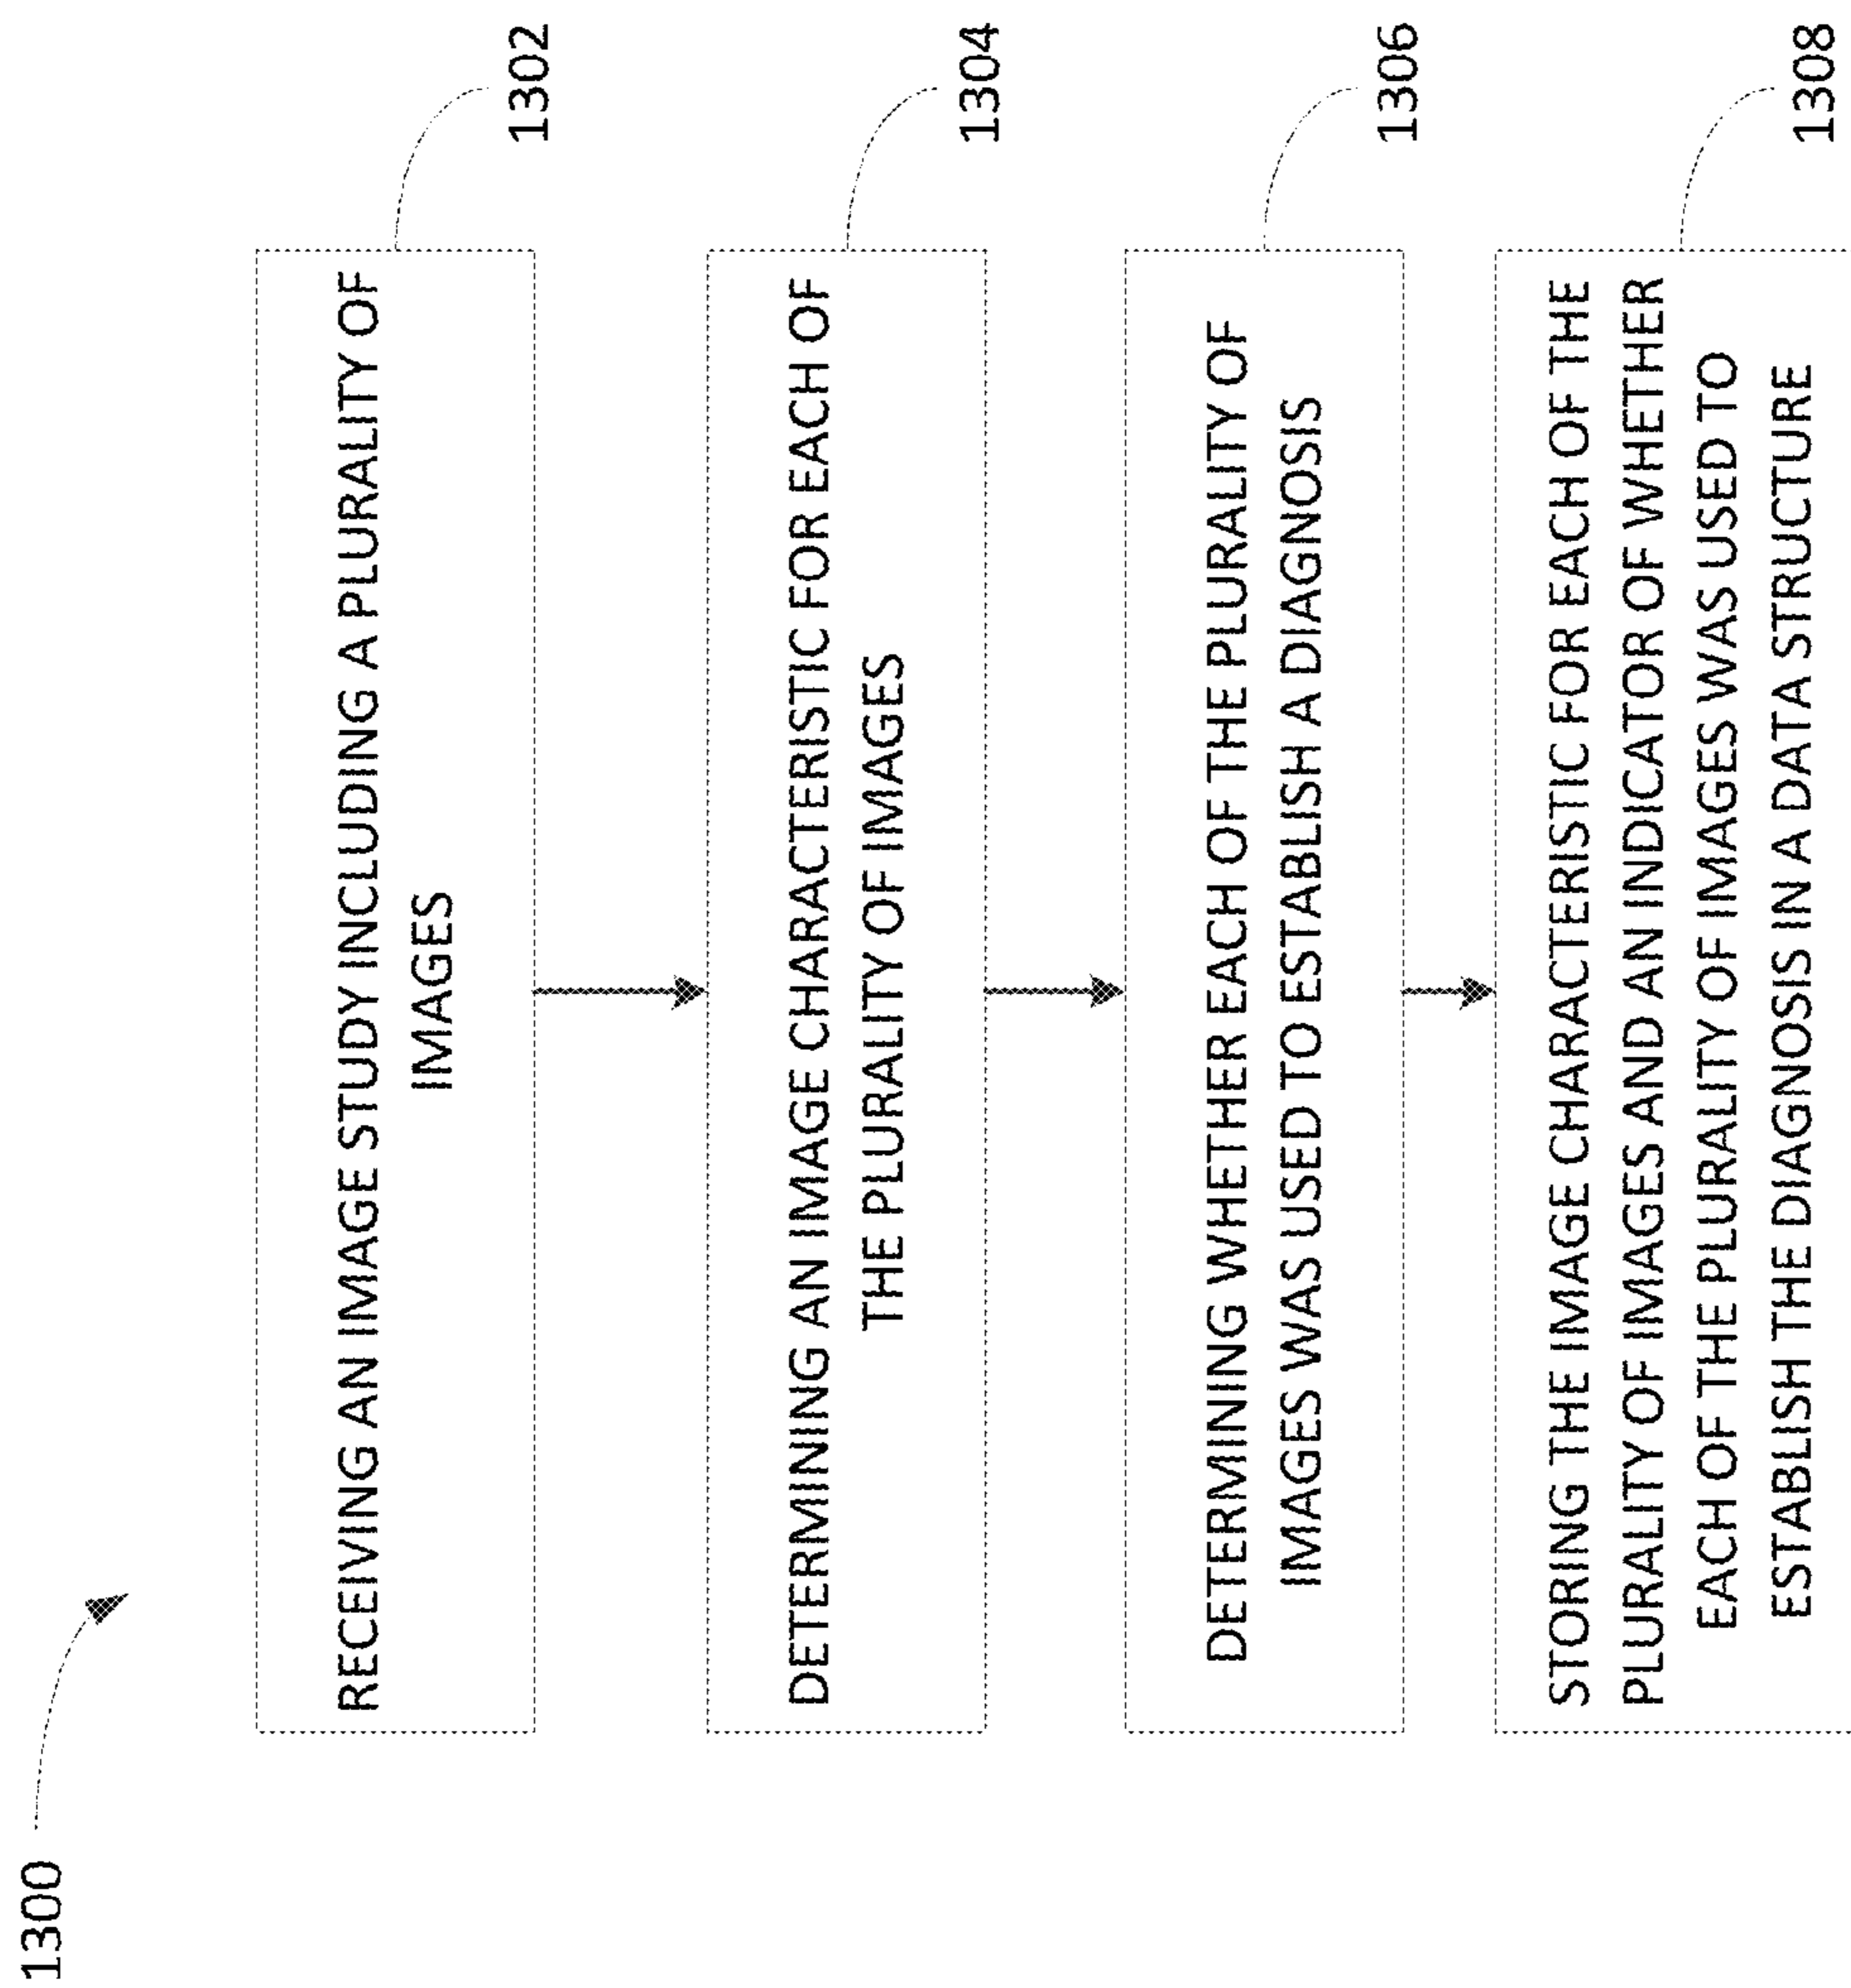 1300
RECEIVING AN IMAGE STUDY INCLUDING A PLURALITY OF
IMAGES
1302
DETERMINING AN IMAGE CHARACTERISTIC FOR EACH OF
THE PLURALITY OF IMAGES
1304
DETERMINING WHETHER EACH OF THE PLURALITY OF
IMAGES WAS USED TO ESTABLISH A DIAGNOSIS
1306
STORING THE IMAGE CHARACTERISTIC FOR EACH OF THE
PLURALITY OF IMAGES AND AN INDICATOR OF WHETHER
EACH OF THE PLURALITY OF IMAGES WAS USED TO
ESTABLISH THE DIAGNOSIS IN A DATA STRUCTURE
1308